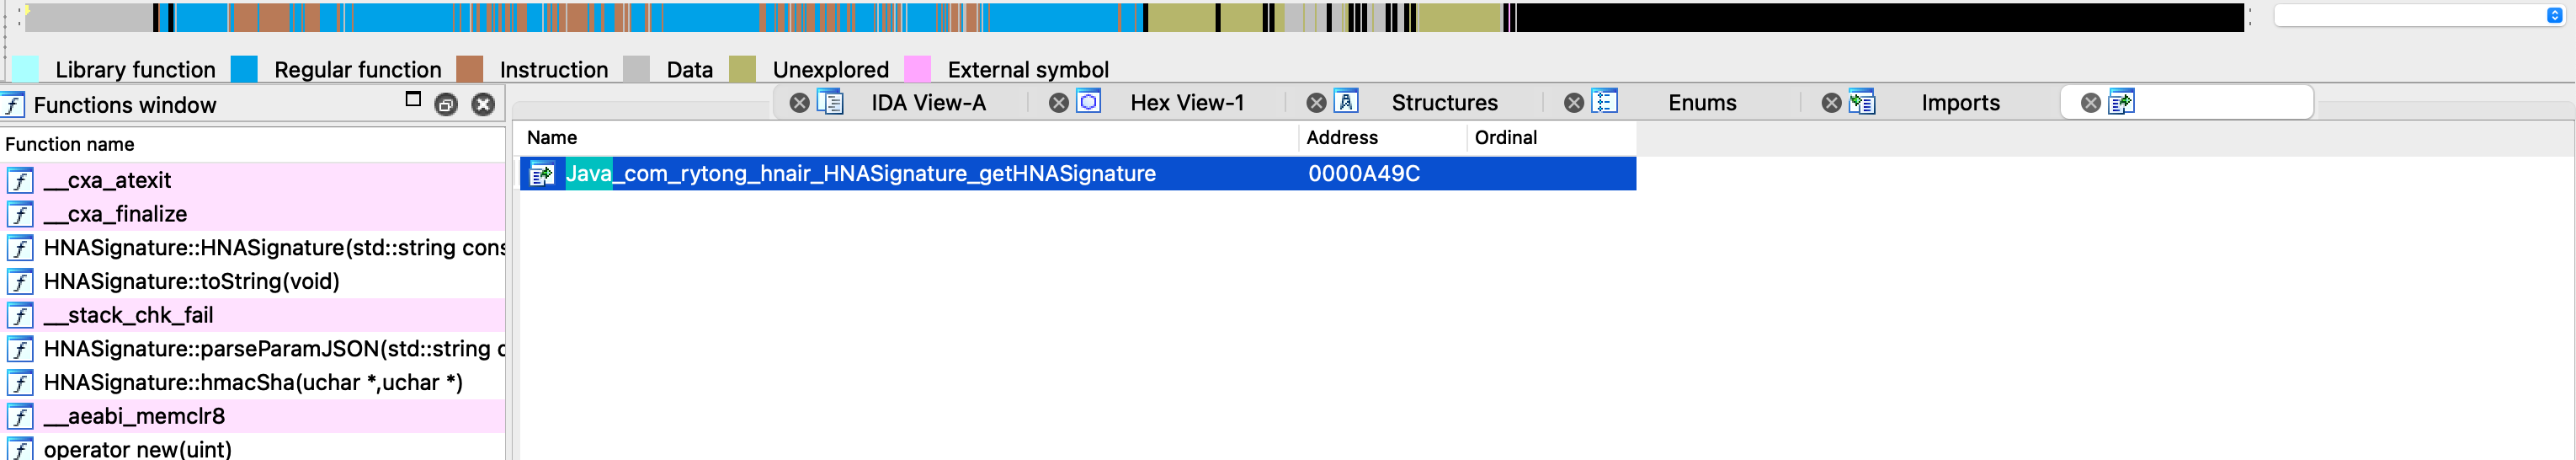 Library function Regular function Instruction Data Unexplored External symbol
Functions window
IDA View-A Hex View-1 Structures Enums Imports
Function name
Name Address Ordinal
Java_com_rytong_hnair_HNASignature_getHNASignature 0000A49C
__cxa_atexit
__cxa_finalize
HNASignature::HNASignature(std::string cons
HNASignature::toString(void)
__stack_chk_fail
HNASignature::parseParamJSON(std::string c
HNASignature::hmacSha(uchar *,uchar *)
__aeabi_memclr8
operator new(uint)